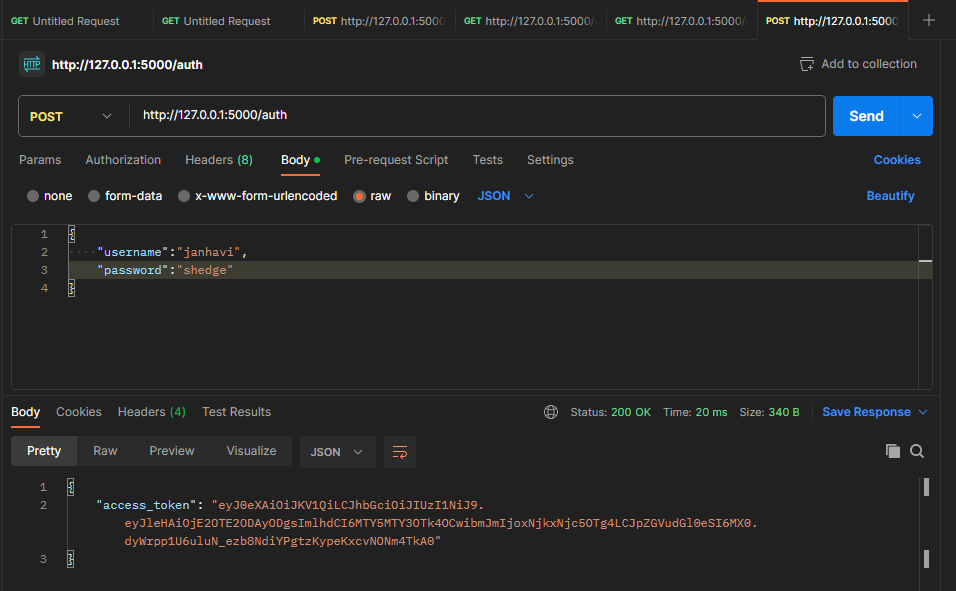 GET Untitled Request
GET Untitled Request
POST http://127.0.0.1:5000
GET http://127.0.0.1:5000/
GET http://127.0.0.1:5000/
POST http://127.0.0.1:5000
HTTP http://127.0.0.1:5000/auth
Add to collection
POST http://127.0.0.1:5000/auth
Send
Params Authorization Headers (8) Body Pre-request Script Tests Settings Cookies
none form-data x-www-form-urlencoded raw binary JSON Beautify
1 {
2 ····"username":"janhavi",
3 ····"password":"shedge"
4 }
Body Cookies Headers (4) Test Results Status: 200 OK Time: 20 ms Size: 340 B Save Response
Pretty Raw Preview Visualize JSON
1 {
2 "access_token": "eyJ0eXAiOiJKV1QiLCJhbGciOiJIUzI1NiJ9.
eyJleHAiOjE2OTE2ODAyODgsImlhdCI6MTY5MTY3OTk4OCwibmJmIjoxNjkxNjc5OTg4LCJpZGVudGl0eSI6MX0.
dyWrpp1U6uluN_ezb8NdiYPgtzKypeKxcvNONm4TkA0"
3 }